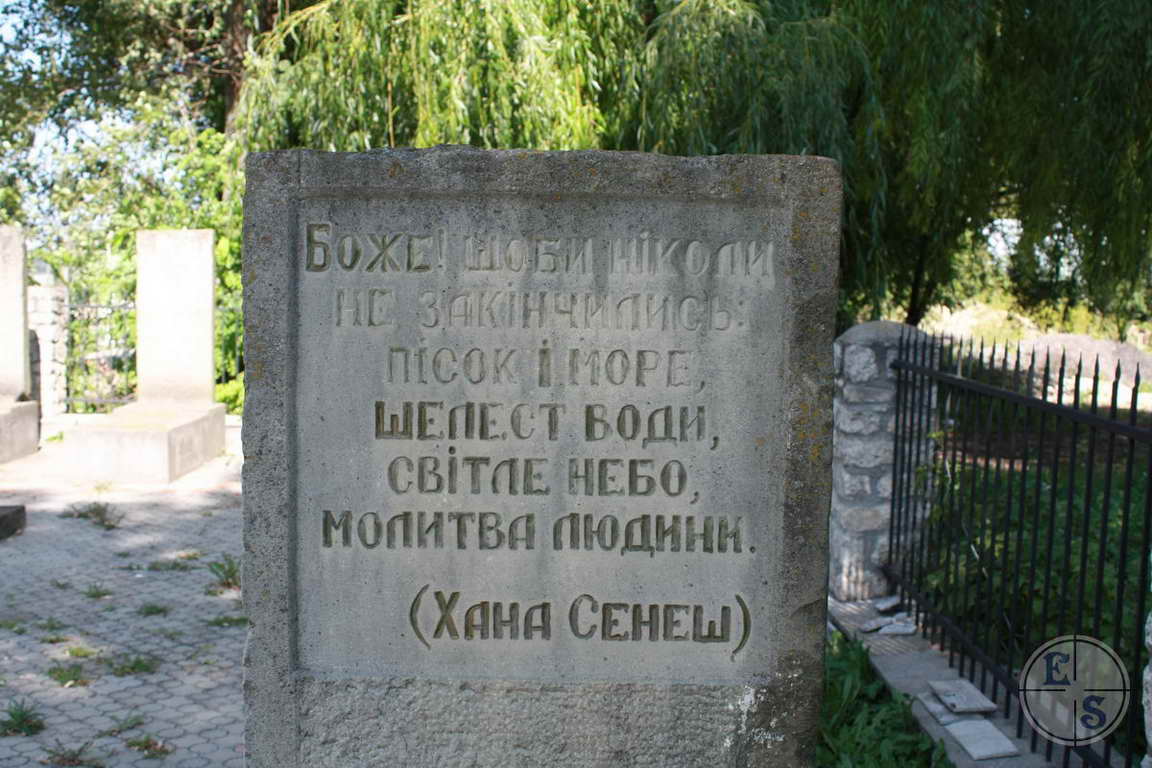 Боже! щоби ніколи
не закінчились:
пісок і море,
шелест води,
світле небо,
молитва людини.
(Хана Сенеш)
E
S